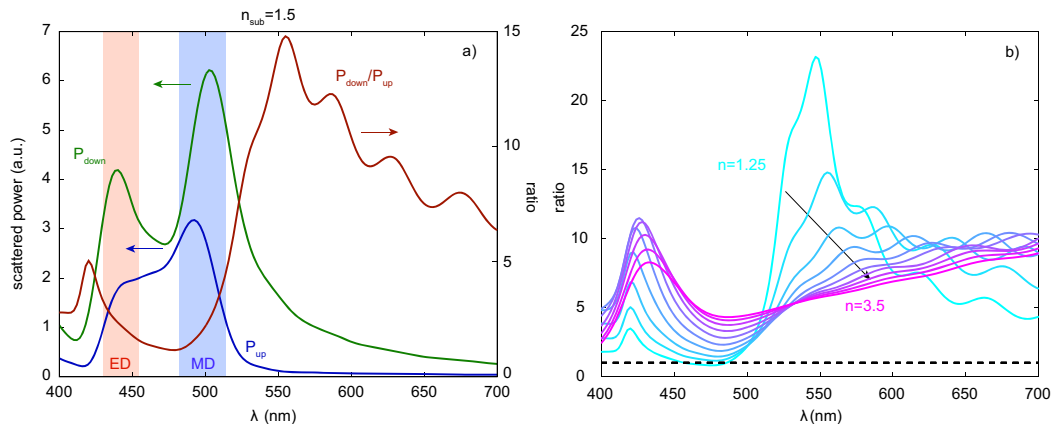 n_sub=1.5
a)
7
6
5
4
3
2
1
0
scattered power (a.u.)
P_down
P_up
P_down/P_up
ED
MD
15
10
5
0
ratio
400 450 500 550 600 650 700
λ (nm)
b)
25
20
15
10
5
0
ratio
n=1.25
n=3.5
400 450 500 550 600 650 700
λ(nm)